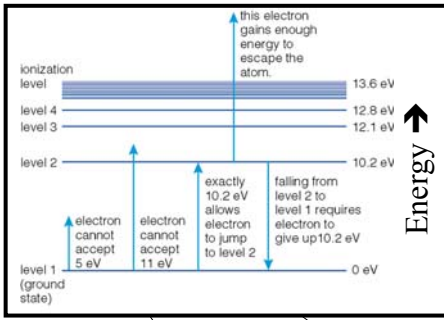 this electron
gains enough
energy to
escape the
atom.
ionization
level
13.6 eV
level 4
12.8 eV
level 3
12.1 eV
level 2
10.2 eV
electron
cannot
accept
5 eV
electron
cannot
accept
11 eV
exactly
10.2 eV
allows
electron
to jump
to level 2
falling from
level 2 to
level 1 requires
electron to
give up10.2 eV
level 1
(ground
state)
0 eV
Energy →